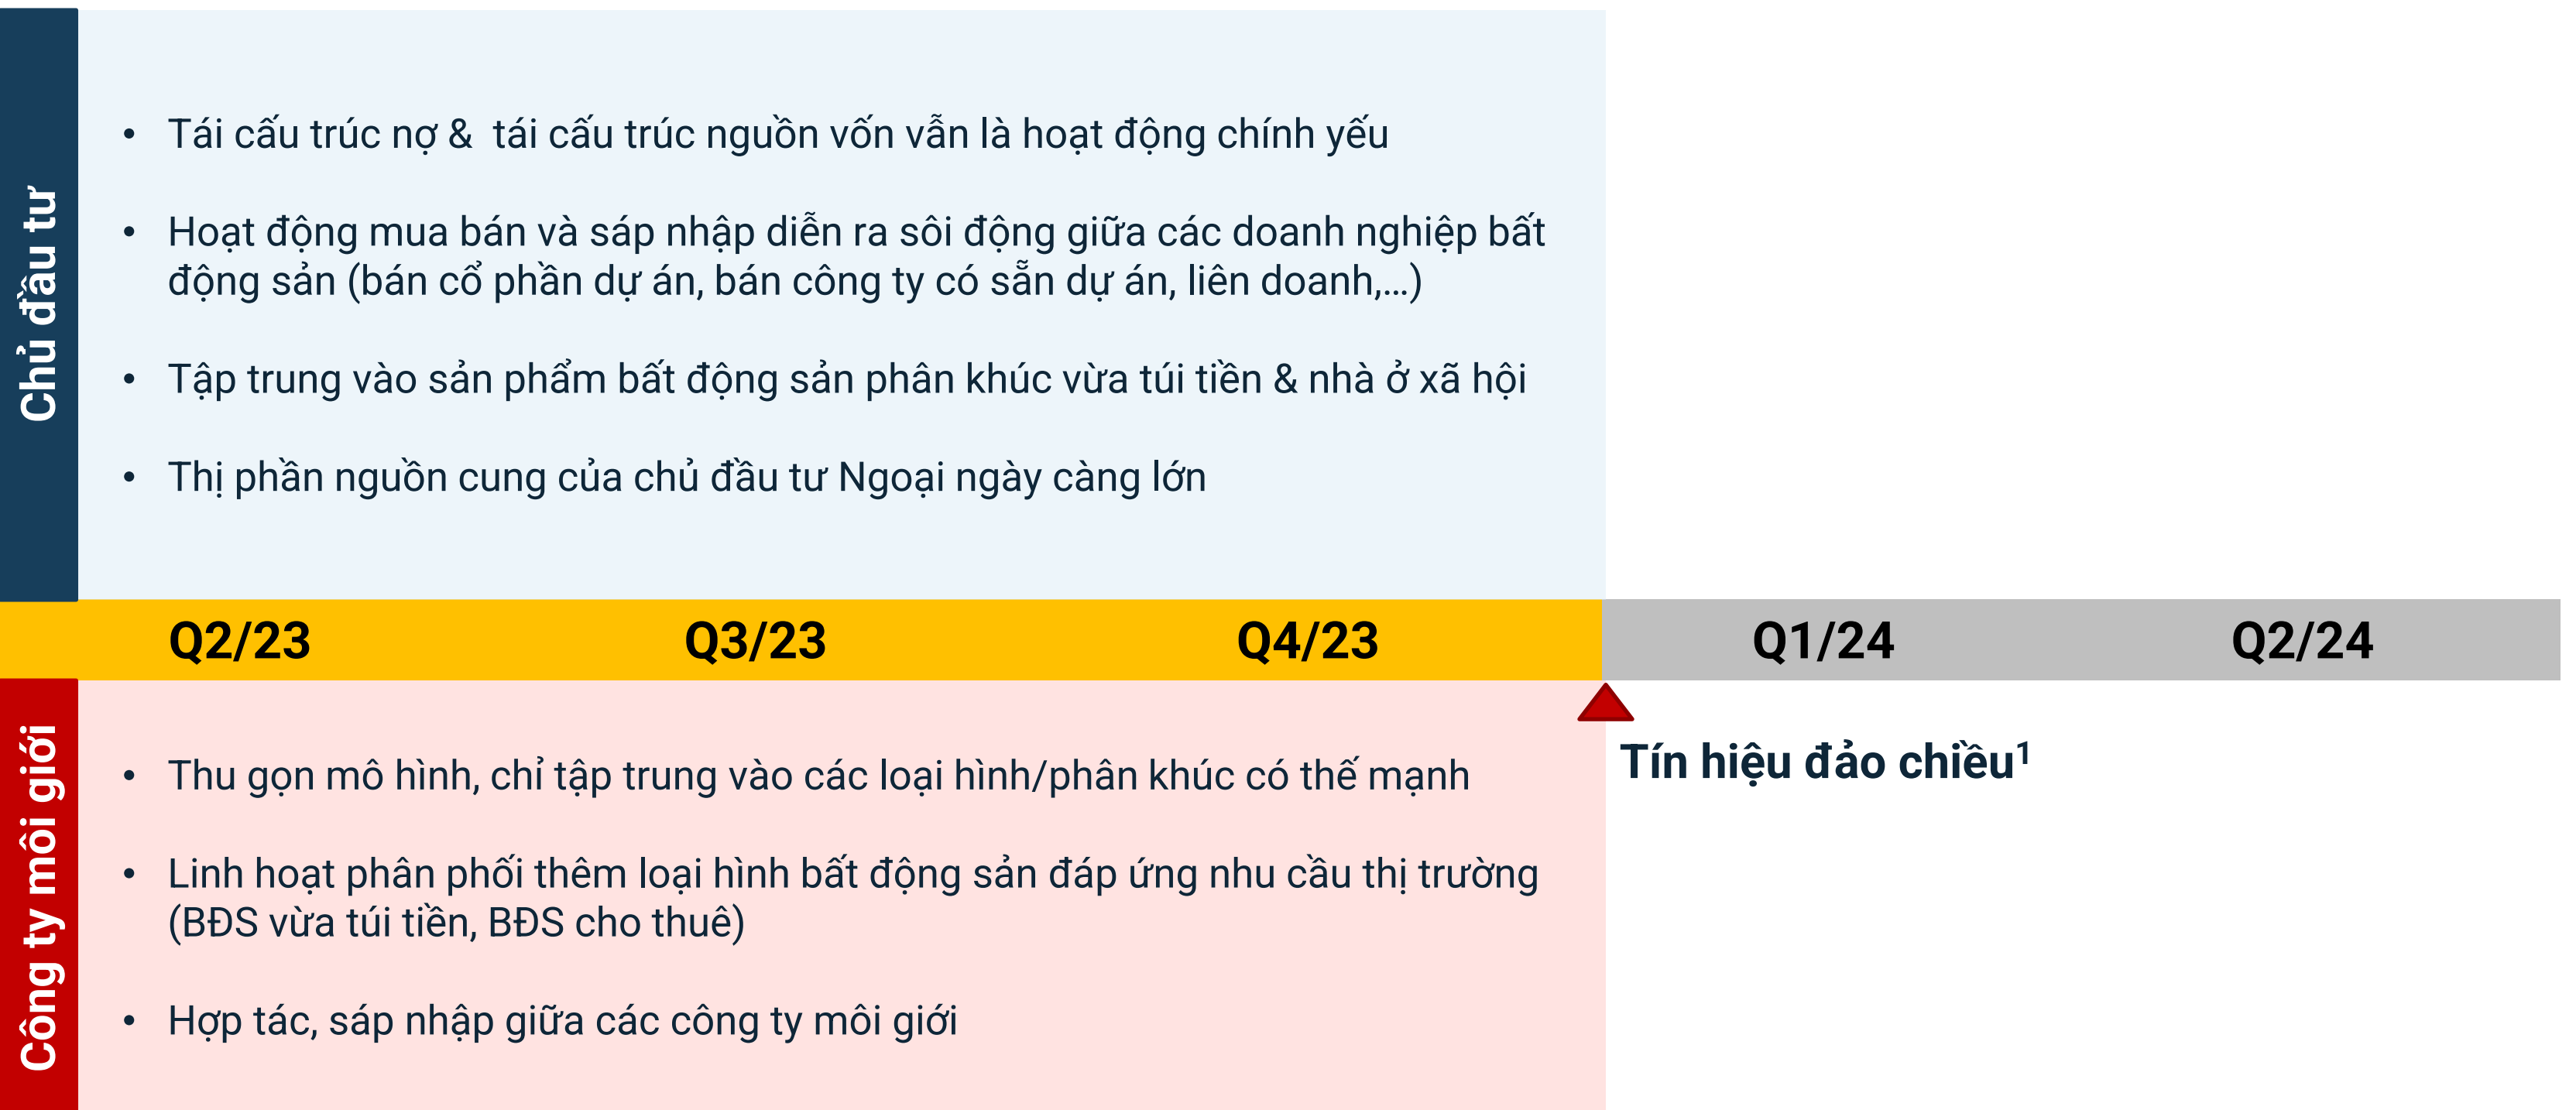 Chủ đầu tư
• Tái cấu trúc nợ &  tái cấu trúc nguồn vốn vẫn là hoạt động chính yếu
• Hoạt động mua bán và sáp nhập diễn ra sôi động giữa các doanh nghiệp bất
động sản (bán cổ phần dự án, bán công ty có sẵn dự án, liên doanh,...)
• Tập trung vào sản phẩm bất động sản phân khúc vừa túi tiền & nhà ở xã hội
• Thị phần nguồn cung của chủ đầu tư Ngoại ngày càng lớn
Q2/23 Q3/23 Q4/23 Q1/24 Q2/24
Tín hiệu đảo chiều¹
Công ty môi giới
• Thu gọn mô hình, chỉ tập trung vào các loại hình/phân khúc có thế mạnh
• Linh hoạt phân phối thêm loại hình bất động sản đáp ứng nhu cầu thị trường
(BĐS vừa túi tiền, BĐS cho thuê)
• Hợp tác, sáp nhập giữa các công ty môi giới